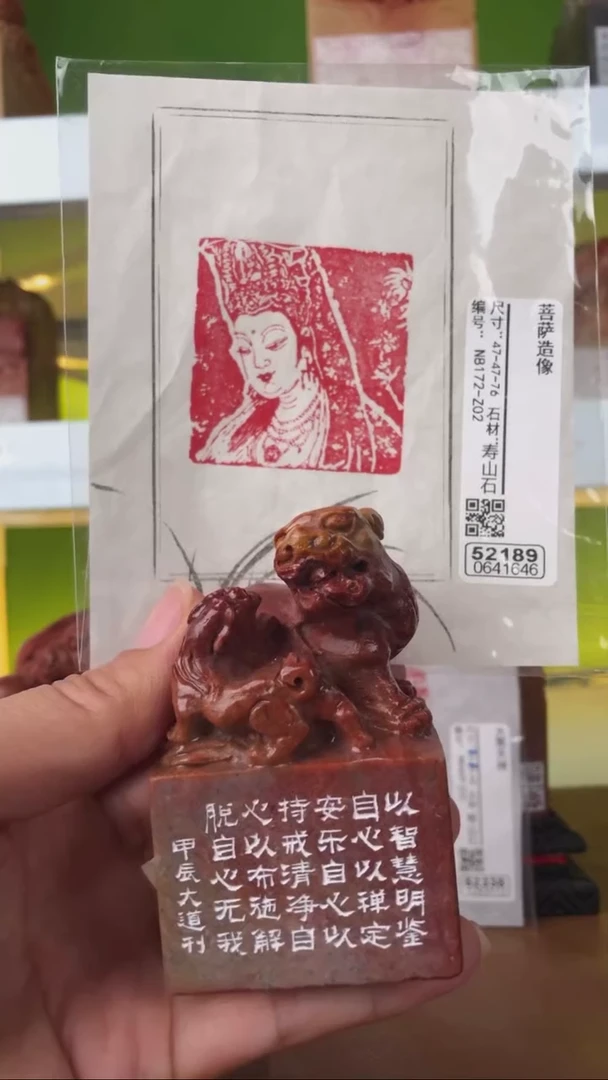 菩萨造像
尺寸：47-47-76 石材：寿山石
编号： NB172-Z02
52189
0641646
以智慧明鉴
自心以禅定
安乐自心以
持戒清净自
心以布施解
脱自心无我
甲辰大道刊